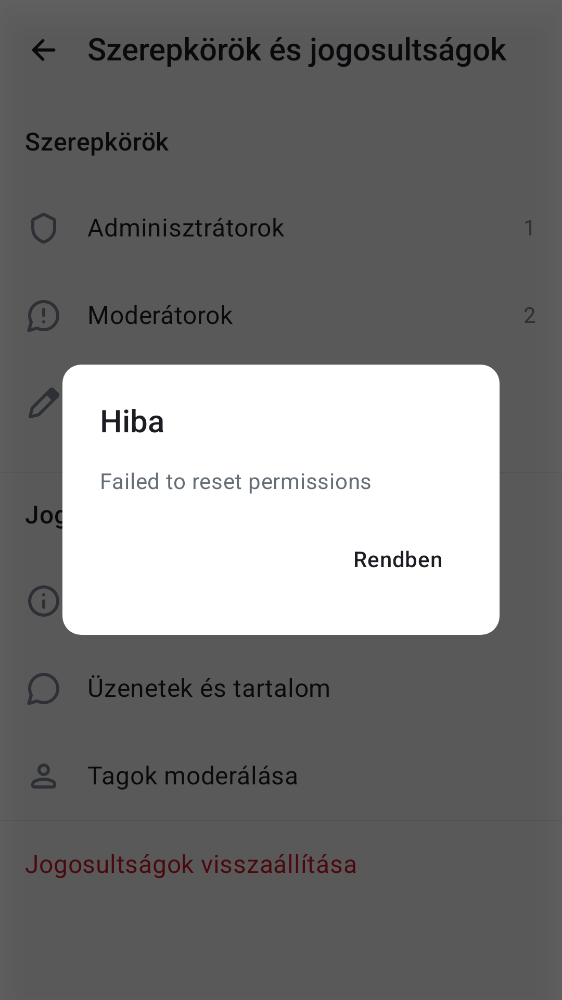 Szerepkörök és jogosultságok
Szerepkörök
Adminisztrátorok 1
Moderátorok 2
Hiba
Failed to reset permissions
Rendben
Üzenetek és tartalom
Tagok moderálása
Jogosultságok visszaállítása